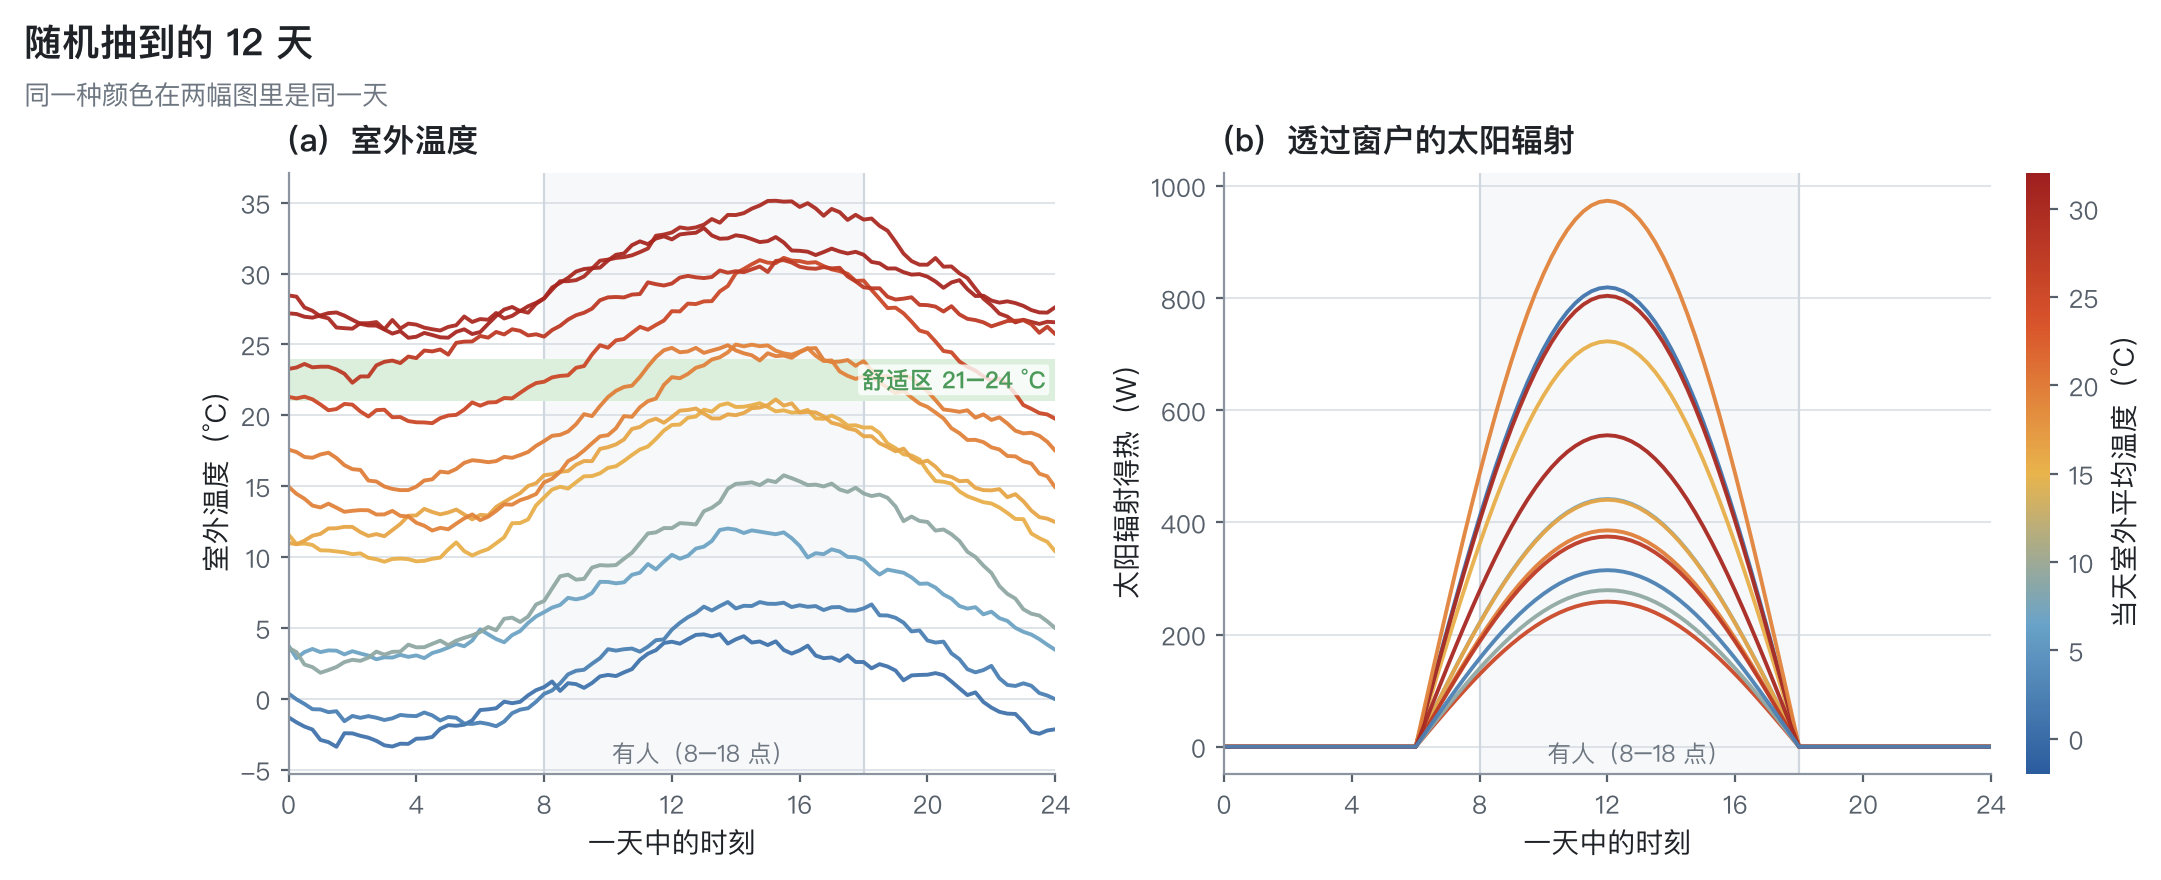 随机抽到的 12 天
同一种颜色在两幅图里是同一天
(a) 室外温度
室外温度（°C）
35
30
25
20
15
10
5
0
−5
舒适区 21—24 °C
有人（8—18 点）
0 4 8 12 16 20 24
一天中的时刻
(b) 透过窗户的太阳辐射
太阳辐射得热（W）
1000
800
600
400
200
0
有人（8—18 点）
0 4 8 12 16 20 24
一天中的时刻
30
25
20
15
10
5
0
当天室外平均温度（°C）